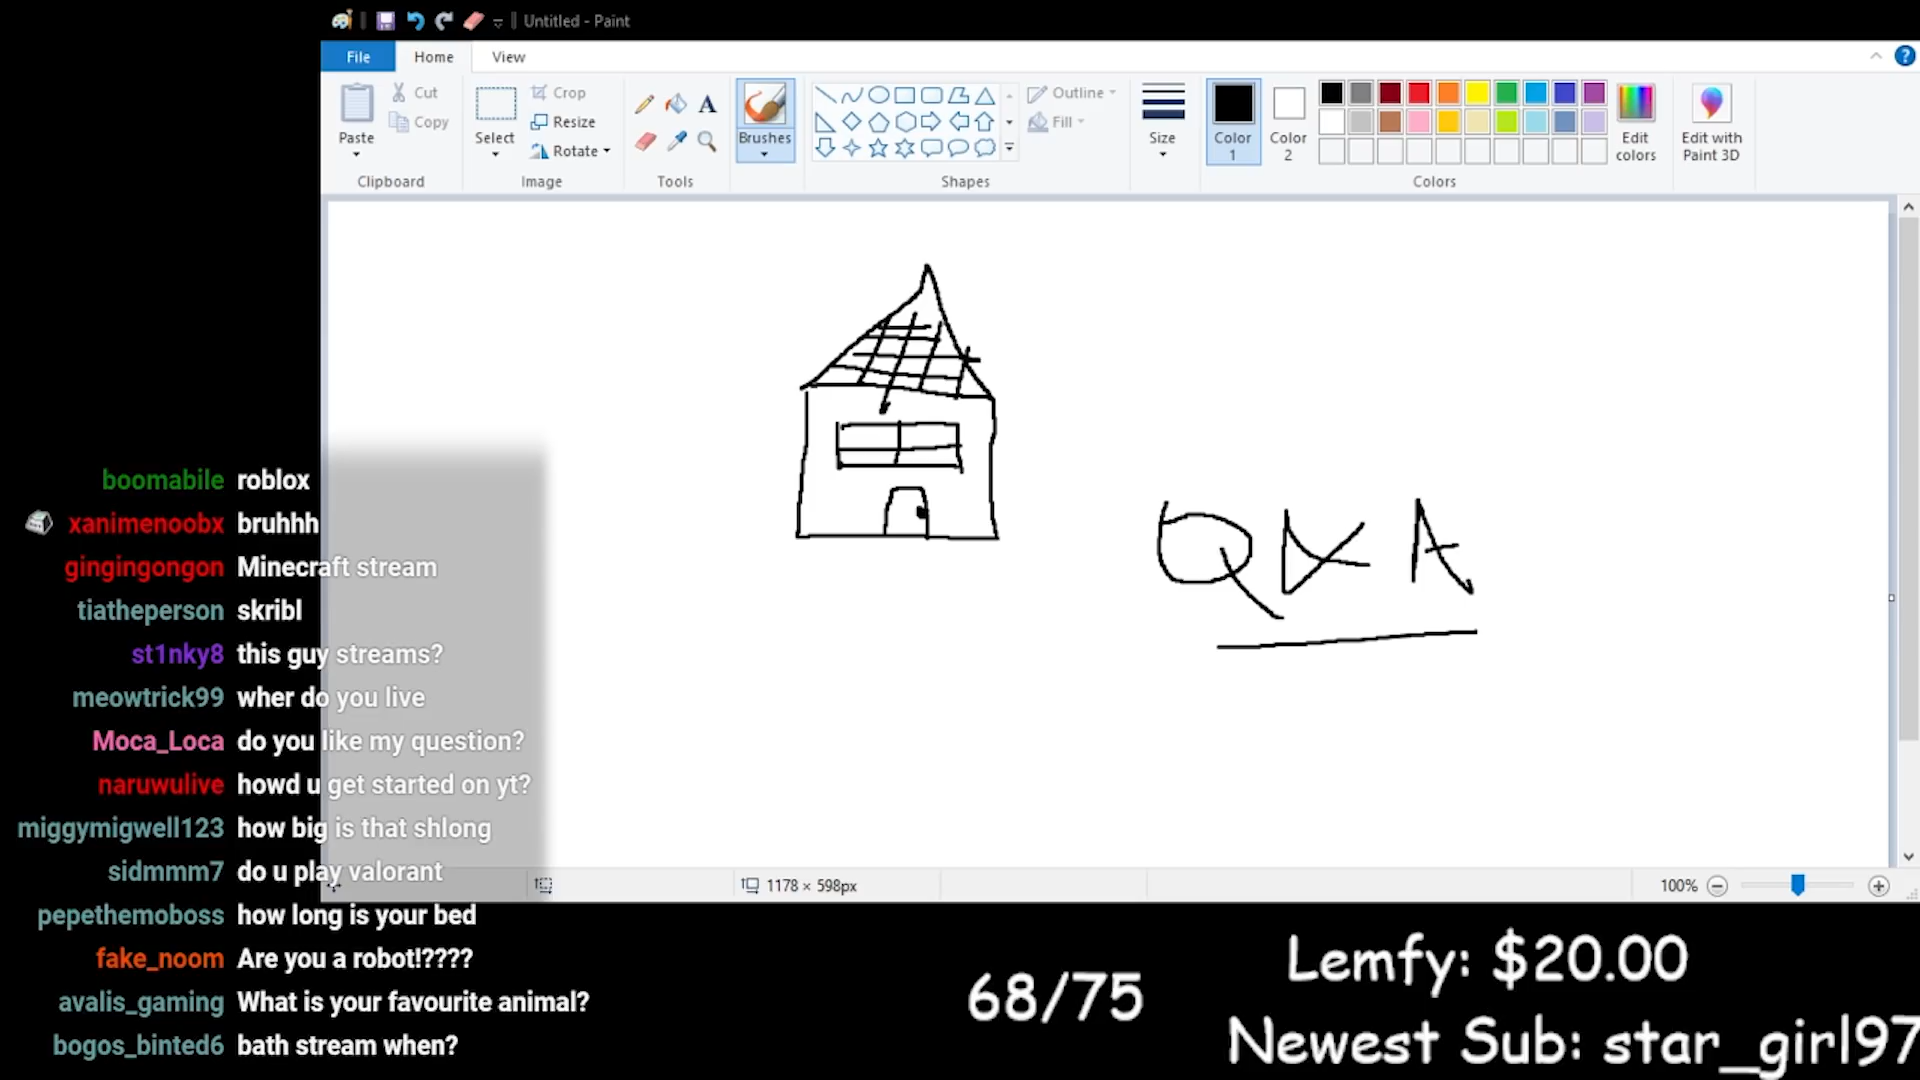 Untitled - Paint
File Home View
Paste
Cut
Copy
Clipboard
Select
Crop
Resize
Rotate
Image
A
Tools
Brushes
Shapes
Outline
Fill
Size
Color 1
Color 2
Colors
Edit colors
Edit with Paint 3D
Q & A
boomabile roblox
xanimenoobx bruhhh
gingingongon Minecraft stream
tiatheperson skribl
st1nky8 this guy streams?
meowtrick99 wher do you live
Moca_Loca do you like my question?
naruwulive howd u get started on yt?
miggymigwell123 how big is that shlong
sidmmm7 do u play valorant
pepethemoboss how long is your bed
fake_noom Are you a robot!????
avalis_gaming What is your favourite animal?
bogos_binted6 bath stream when?
1178 × 598px
100%
68/75
Lemfy: $20.00
Newest Sub: star_girl97